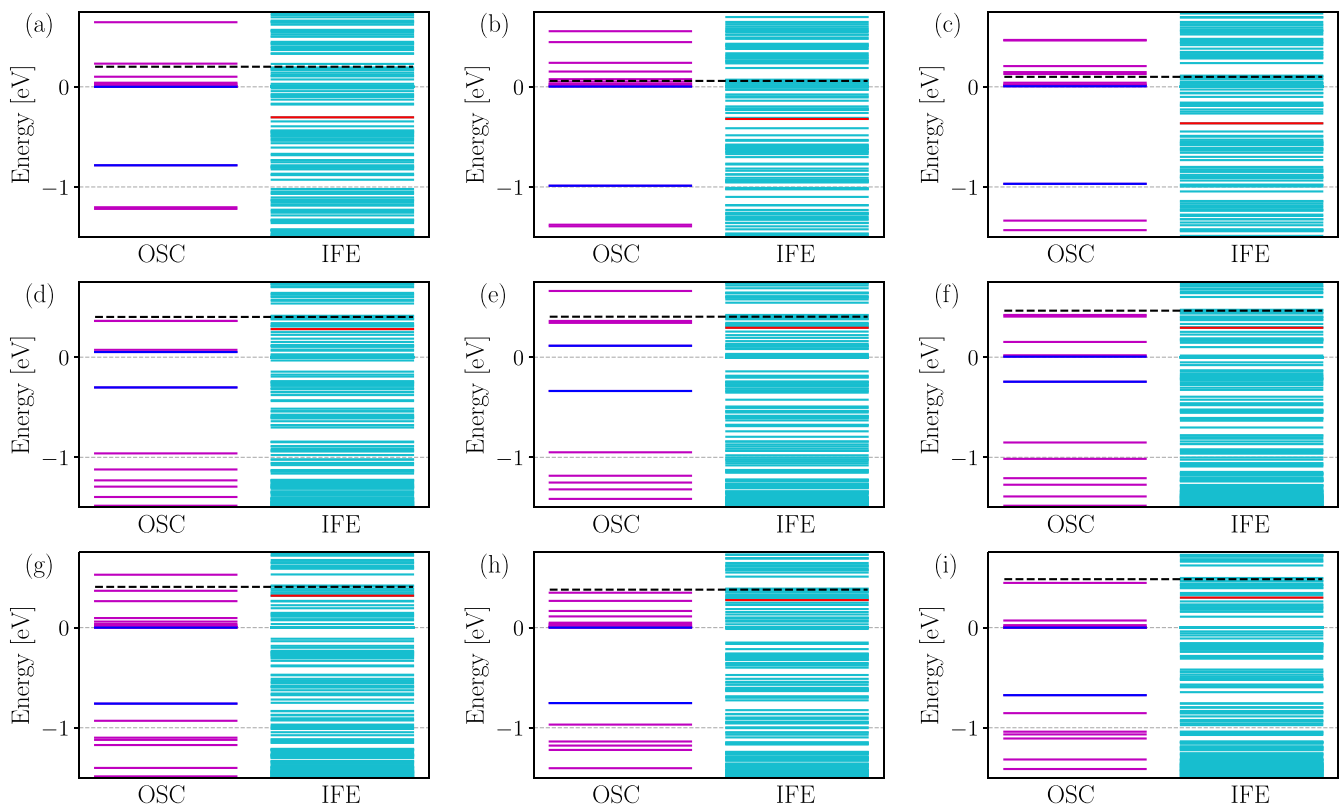 (a)
Energy [eV]
0
−1
OSC
IFE
(b)
Energy [eV]
0
−1
OSC
IFE
(c)
Energy [eV]
0
−1
OSC
IFE
(d)
Energy [eV]
0
−1
OSC
IFE
(e)
Energy [eV]
0
−1
OSC
IFE
(f)
Energy [eV]
0
−1
OSC
IFE
(g)
Energy [eV]
0
−1
OSC
IFE
(h)
Energy [eV]
0
−1
OSC
IFE
(i)
Energy [eV]
0
−1
OSC
IFE